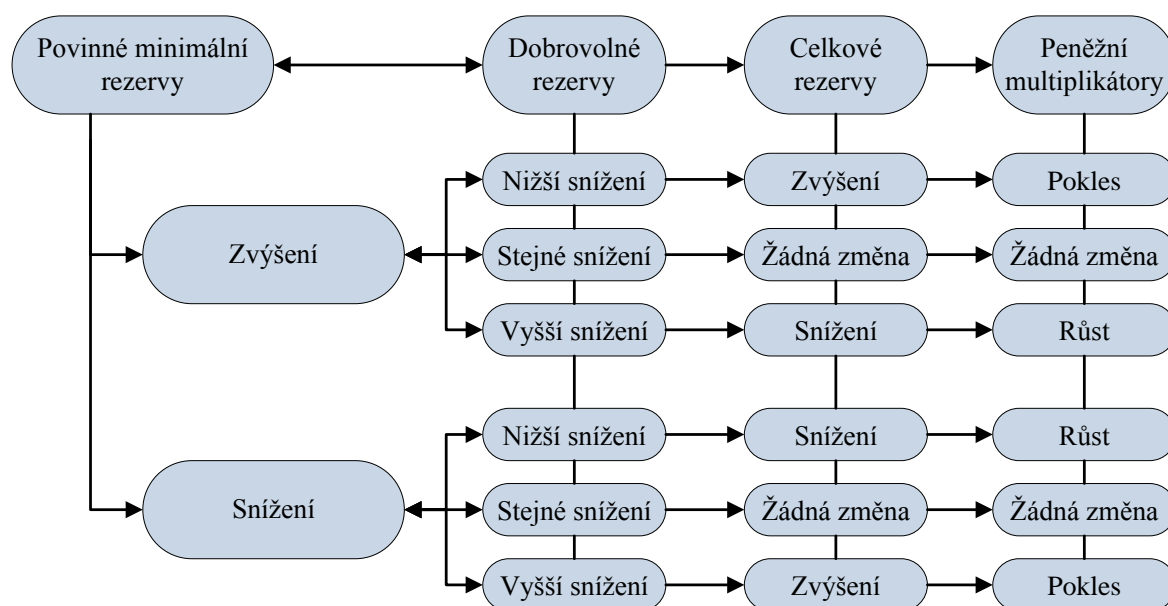 Povinné minimální
rezervy
Dobrovolné
rezervy
Celkové
rezervy
Peněžní
multiplikátory
Zvýšení
Nižší snížení
Zvýšení
Pokles
Stejné snížení
Žádná změna
Žádná změna
Vyšší snížení
Snížení
Růst
Snížení
Nižší snížení
Snížení
Růst
Stejné snížení
Žádná změna
Žádná změna
Vyšší snížení
Zvýšení
Pokles